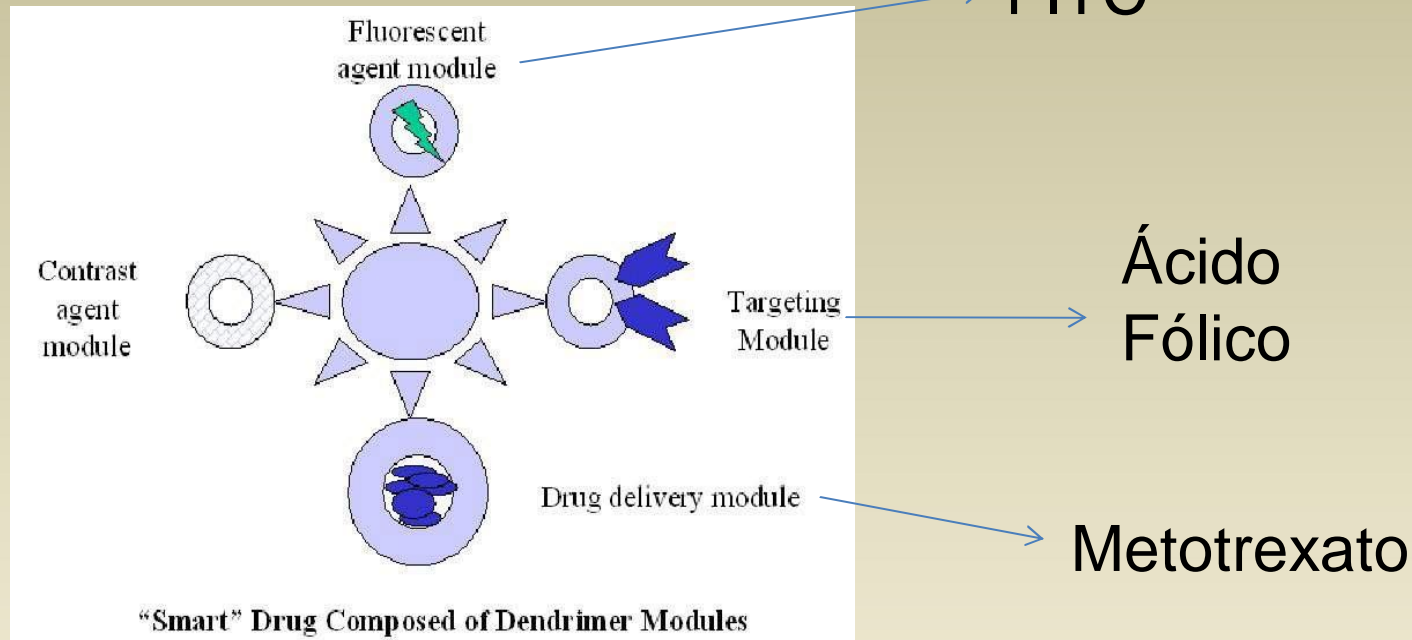 FITC
Fluorescent
agent module
Contrast
agent
module
Targeting
Module
Ácido
Fólico
Drug delivery module
Metotrexato
“Smart” Drug Composed of Dendrimer Modules